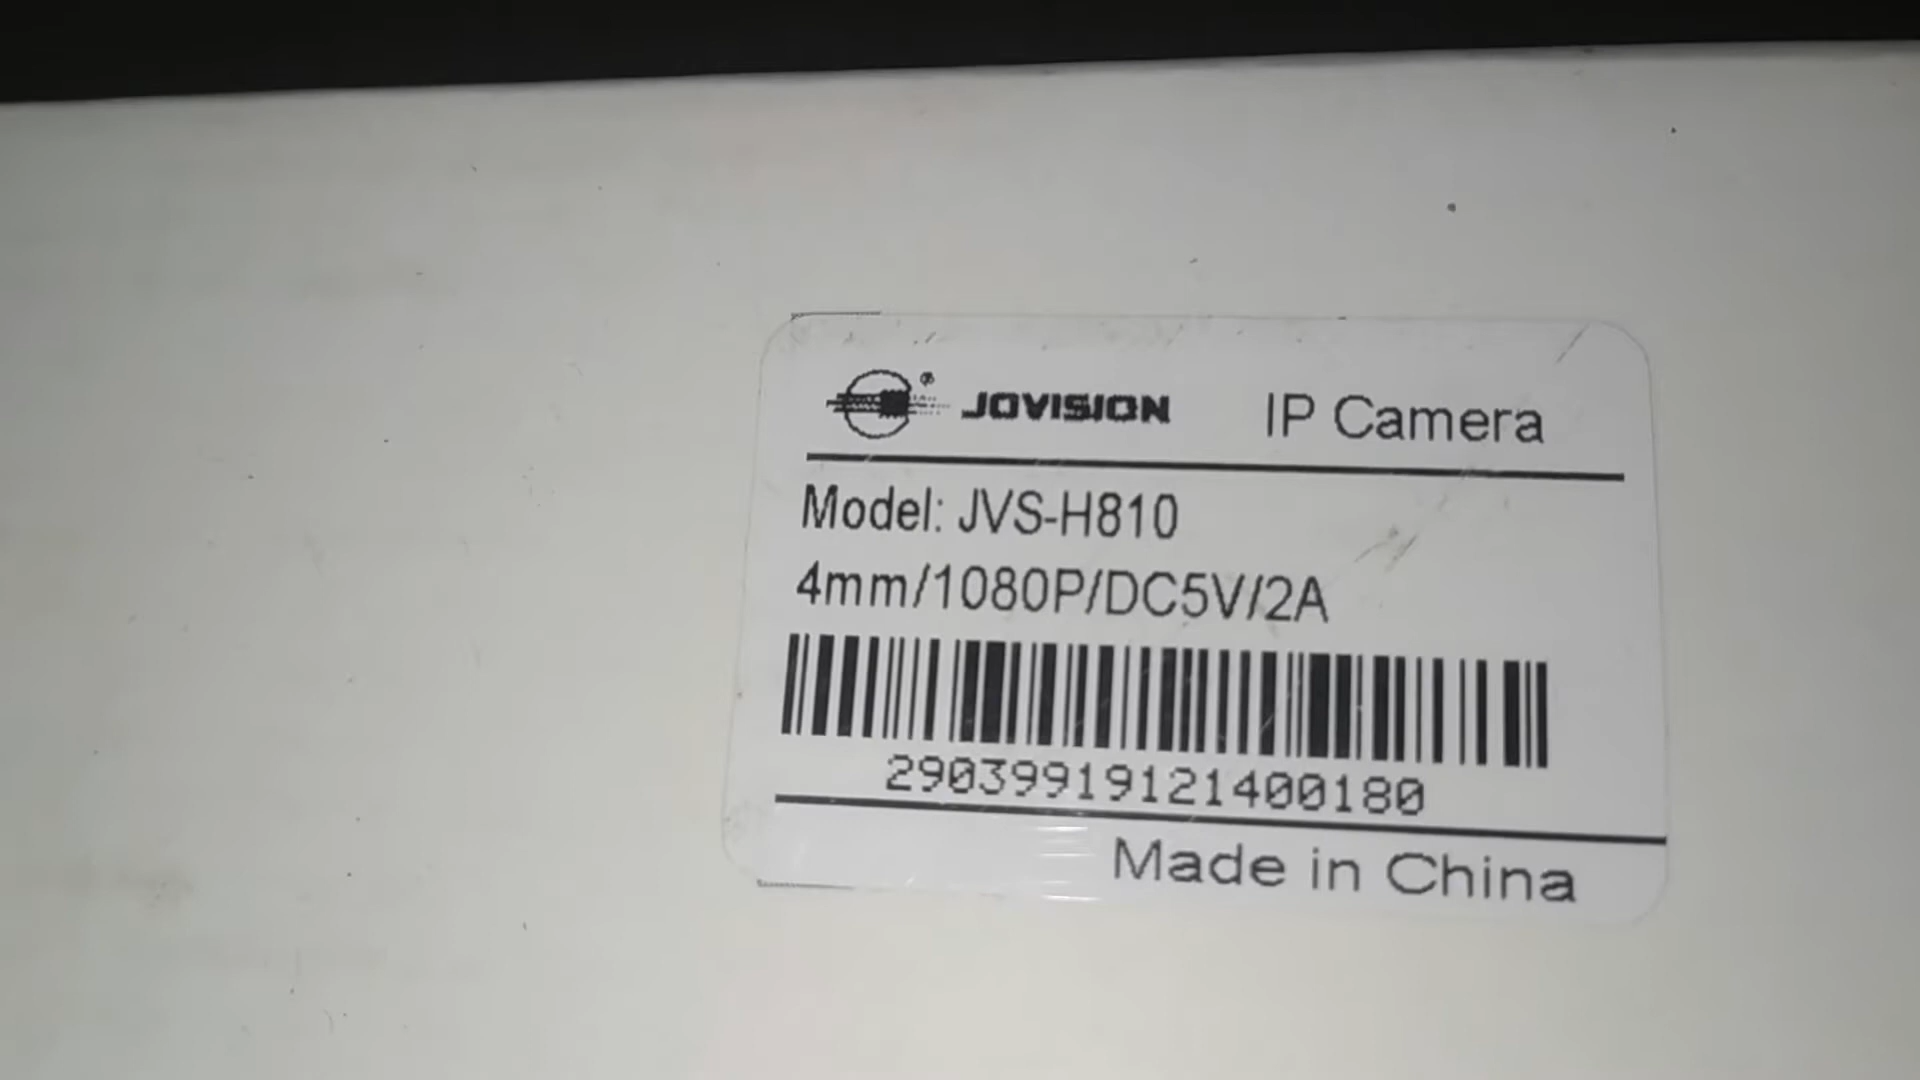 JOVISION IP Camera
Model: JVS-H810
4mm/1080P/DC5V/2A
29039919121400180
Made in China